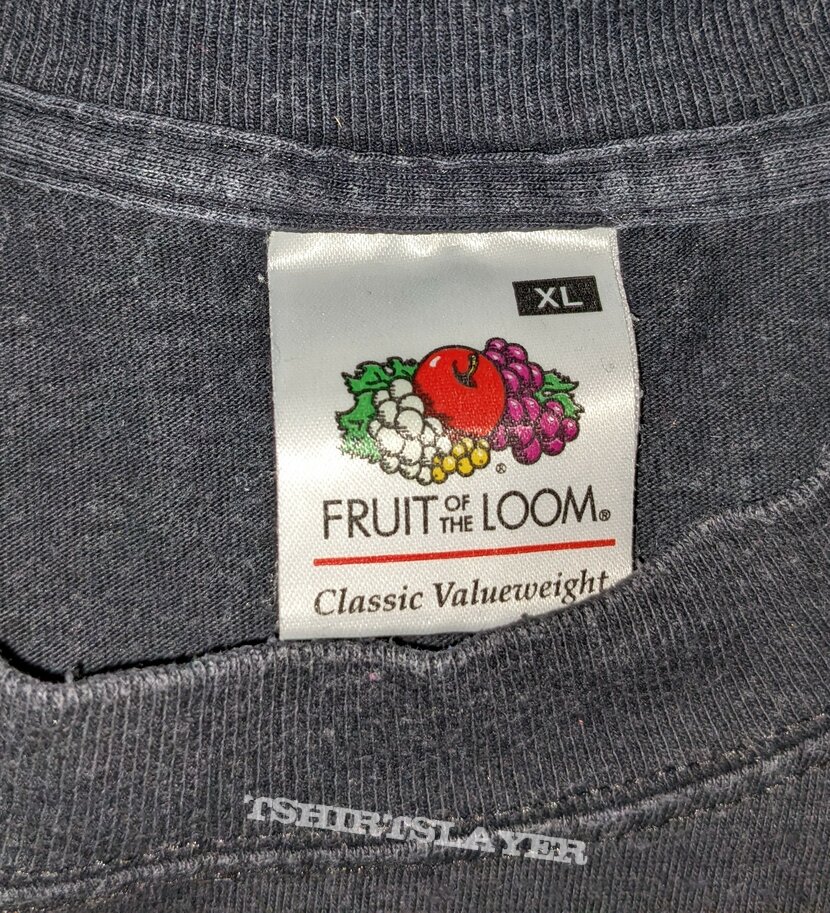 XL
®
FRUIT OF THE LOOM®
Classic Valueweight
TSHIRTSLAYER